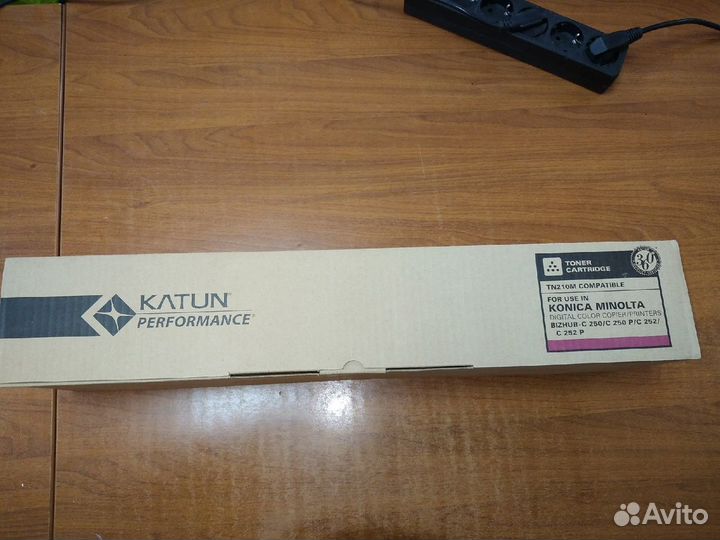 KATUN®
PERFORMANCE®
TONER
CARTRIDGE
30
TN210M COMPATIBLE
FOR USE IN
KONICA MINOLTA
DIGITAL COLOR COPIER/PRINTERS
BIZHUB-C 250/C 250 P/C 252/
C 252 P
Avito